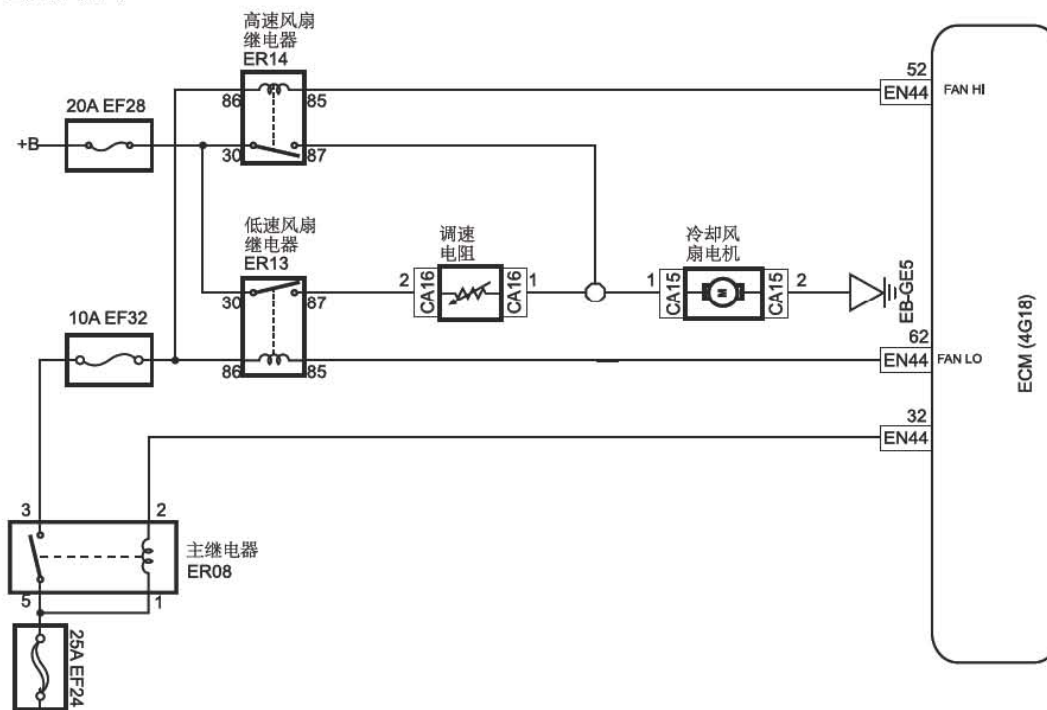 高速风扇
继电器
ER14
86
85
52
EN44
FAN HI
20A EF28
+B
30
87
低速风扇
继电器
ER13
调速
电阻
冷却风
扇电机
30
87
2
CA16
CA16
1
1
CA15
M
CA15
2
EB-GE5
10A EF32
86
85
62
EN44
FAN LO
ECM (4G18)
32
EN44
3
2
主继电器
ER08
5
1
25A EF24